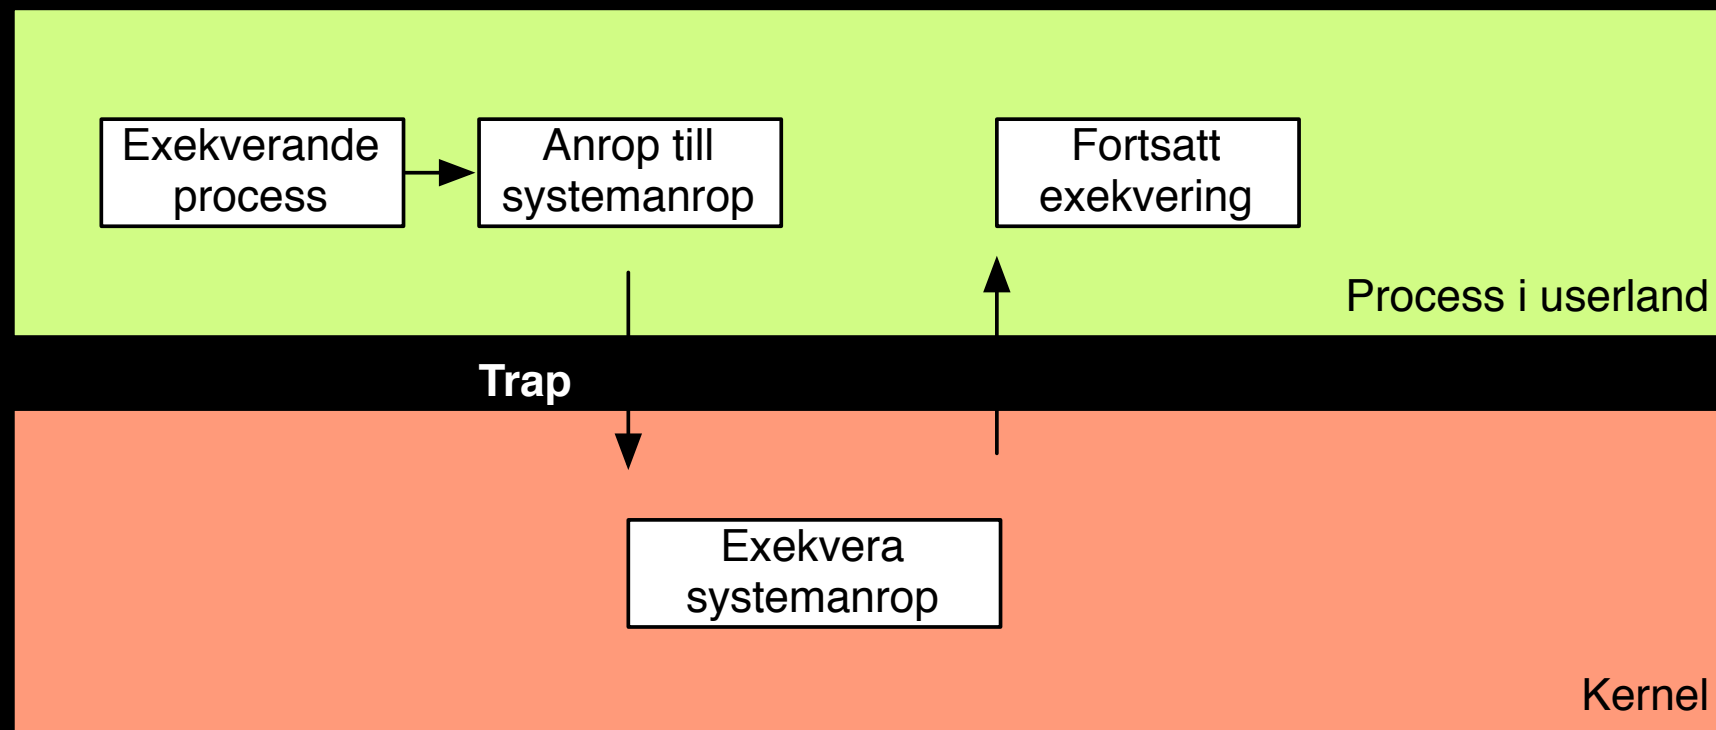 Exekverande
process
Anrop till
systemanrop
Fortsatt
exekvering
Process i userland
Trap
Exekvera
systemanrop
Kernel